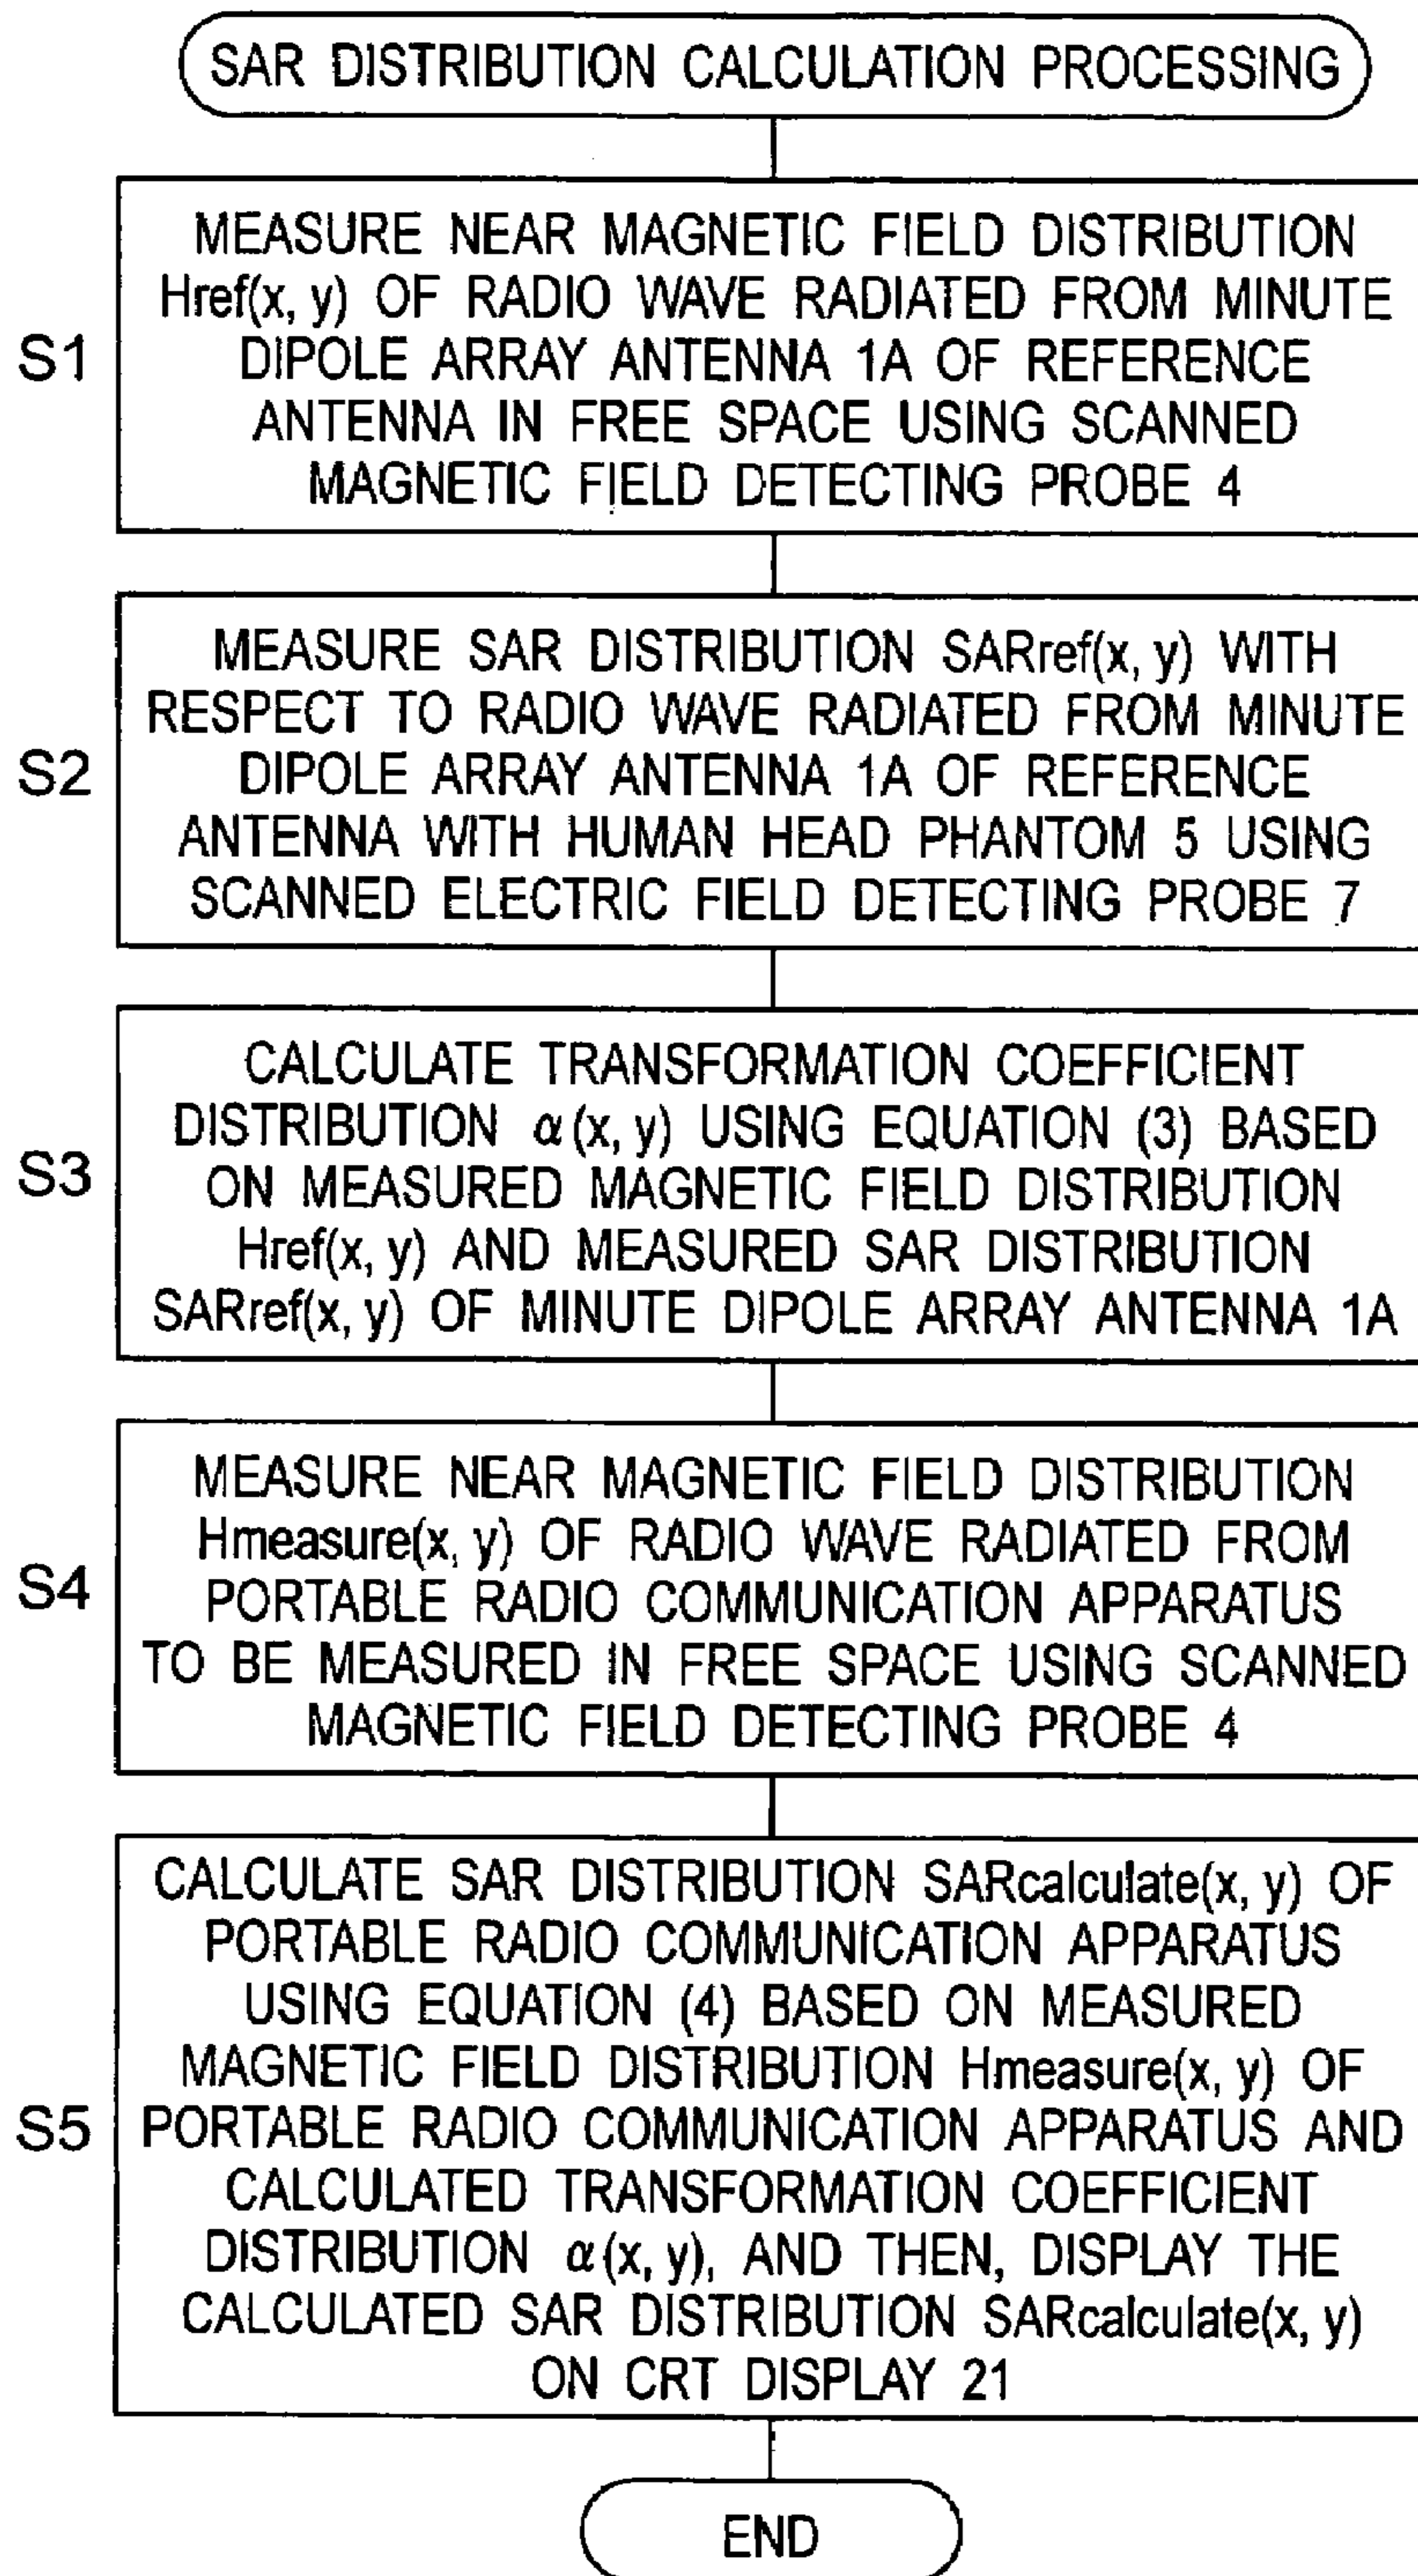 SAR DISTRIBUTION CALCULATION PROCESSING
S1
MEASURE NEAR MAGNETIC FIELD DISTRIBUTION
Href(x, y) OF RADIO WAVE RADIATED FROM MINUTE
DIPOLE ARRAY ANTENNA 1A OF REFERENCE
ANTENNA IN FREE SPACE USING SCANNED
MAGNETIC FIELD DETECTING PROBE 4
S2
MEASURE SAR DISTRIBUTION SARref(x, y) WITH
RESPECT TO RADIO WAVE RADIATED FROM MINUTE
DIPOLE ARRAY ANTENNA 1A OF REFERENCE
ANTENNA WITH HUMAN HEAD PHANTOM 5 USING
SCANNED ELECTRIC FIELD DETECTING PROBE 7
S3
CALCULATE TRANSFORMATION COEFFICIENT
DISTRIBUTION α(x, y) USING EQUATION (3) BASED
ON MEASURED MAGNETIC FIELD DISTRIBUTION
Href(x, y) AND MEASURED SAR DISTRIBUTION
SARref(x, y) OF MINUTE DIPOLE ARRAY ANTENNA 1A
S4
MEASURE NEAR MAGNETIC FIELD DISTRIBUTION
Hmeasure(x, y) OF RADIO WAVE RADIATED FROM
PORTABLE RADIO COMMUNICATION APPARATUS
TO BE MEASURED IN FREE SPACE USING SCANNED
MAGNETIC FIELD DETECTING PROBE 4
S5
CALCULATE SAR DISTRIBUTION SARcalculate(x, y) OF
PORTABLE RADIO COMMUNICATION APPARATUS
USING EQUATION (4) BASED ON MEASURED
MAGNETIC FIELD DISTRIBUTION Hmeasure(x, y) OF
PORTABLE RADIO COMMUNICATION APPARATUS AND
CALCULATED TRANSFORMATION COEFFICIENT
DISTRIBUTION α(x, y), AND THEN, DISPLAY THE
CALCULATED SAR DISTRIBUTION SARcalculate(x, y)
ON CRT DISPLAY 21
END